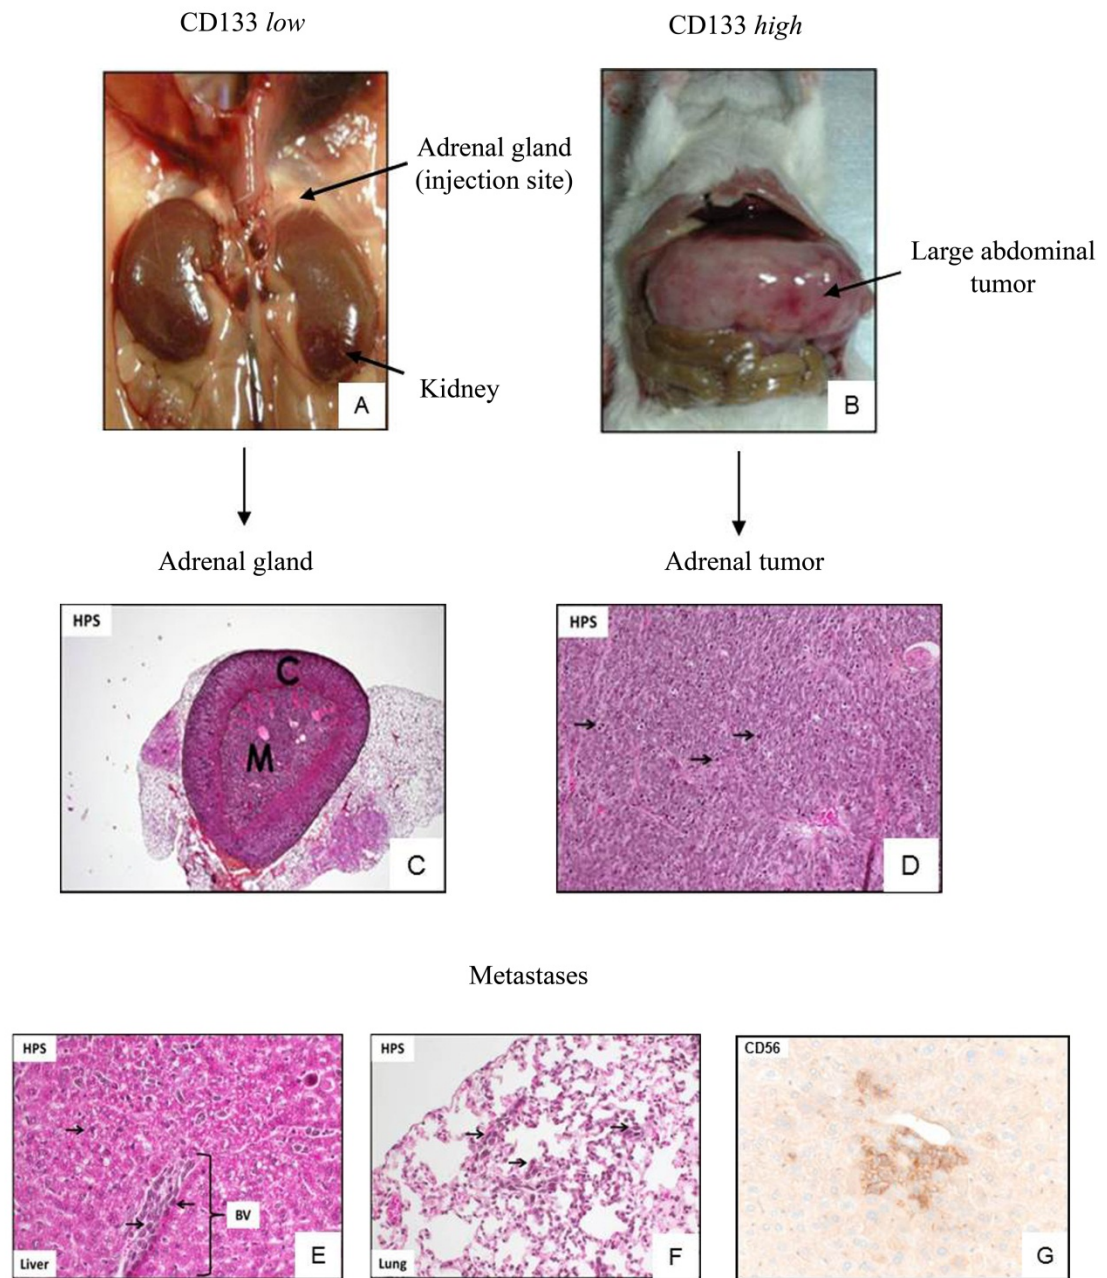 CD133 low
CD133 high
Adrenal gland
(injection site)
Large abdominal
tumor
Kidney
A
B
Adrenal gland
Adrenal tumor
HPS
C
M
C
HPS
D
Metastases
HPS
BV
Liver
E
HPS
Lung
F
CD56
G